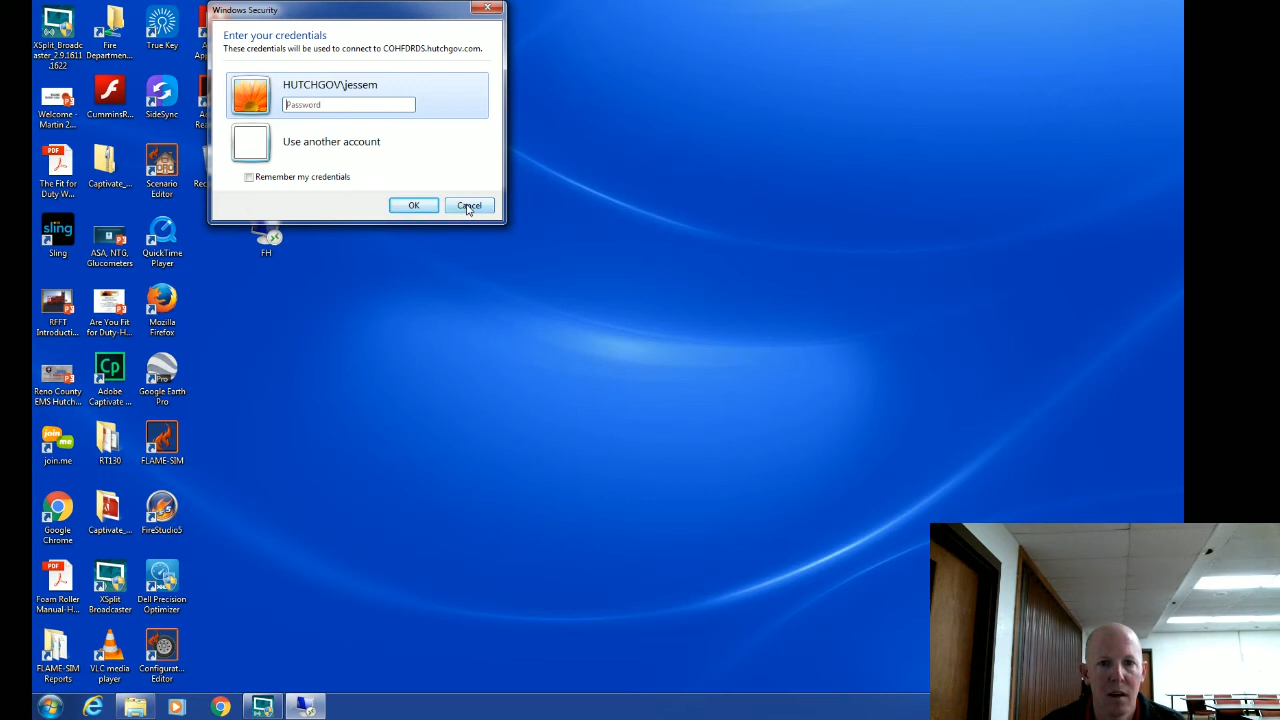 Windows Security
Enter your credentials
These credentials will be used to connect to COHFDRDS.hutchgov.com.
HUTCHGOV\jessem
Password
Use another account
Remember my credentials
OK
Cancel
XSplit_Broadc
aster_2.9.1611
.1622
Fire
Departmen...
True Key
Welcome -
Martin 2...
CumminsR...
SideSync
The Fit for
Duty W...
Captivate_...
Scenario
Editor
Sling
ASA, NTG,
Glucometers
QuickTime
Player
FH
RFFT
Introducti...
Are You Fit
for Duty-H...
Mozilla
Firefox
Reno County
EMS Hutch...
Adobe
Captivate ...
Google Earth
Pro
join.me
RT130
FLAME-SIM
Google
Chrome
Captivate_...
FireStudio5
Foam Roller
Manual-H...
XSplit
Broadcaster
Dell Precision
Optimizer
FLAME-SIM
Reports
VLC media
player
Configurat...
Editor